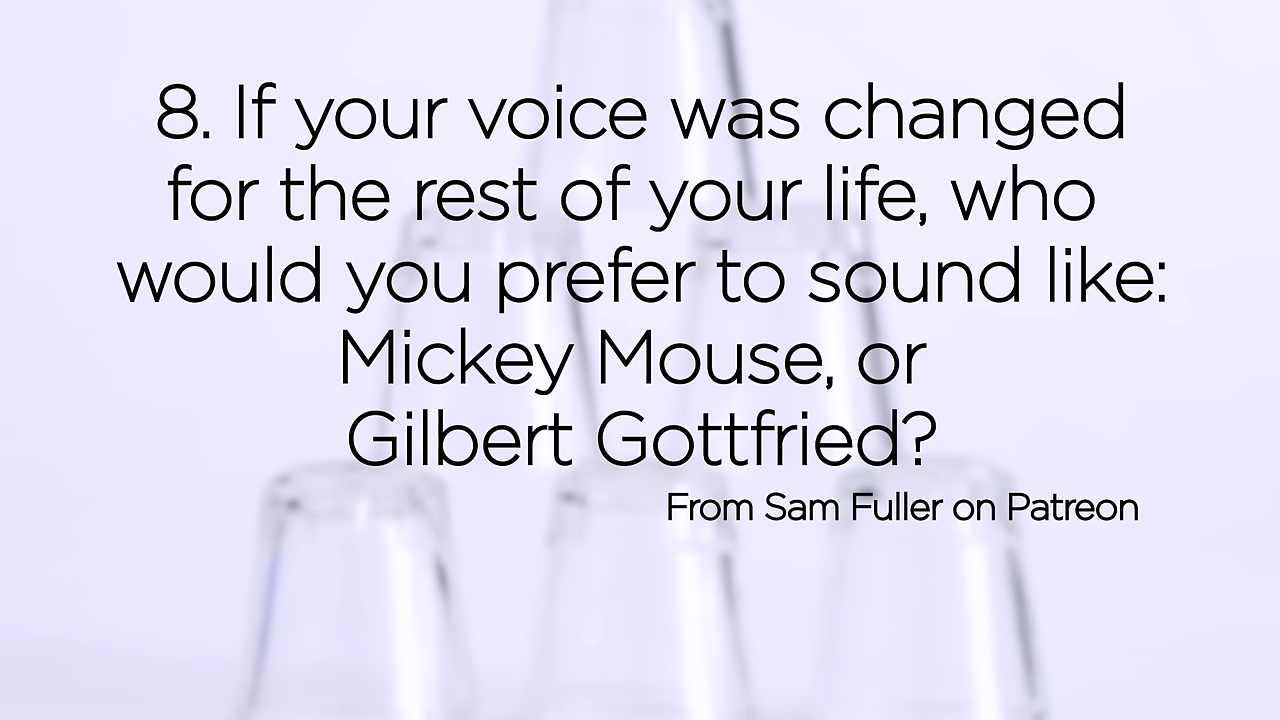 8. If your voice was changed
for the rest of your life, who
would you prefer to sound like:
Mickey Mouse, or
Gilbert Gottfried?
From Sam Fuller on Patreon